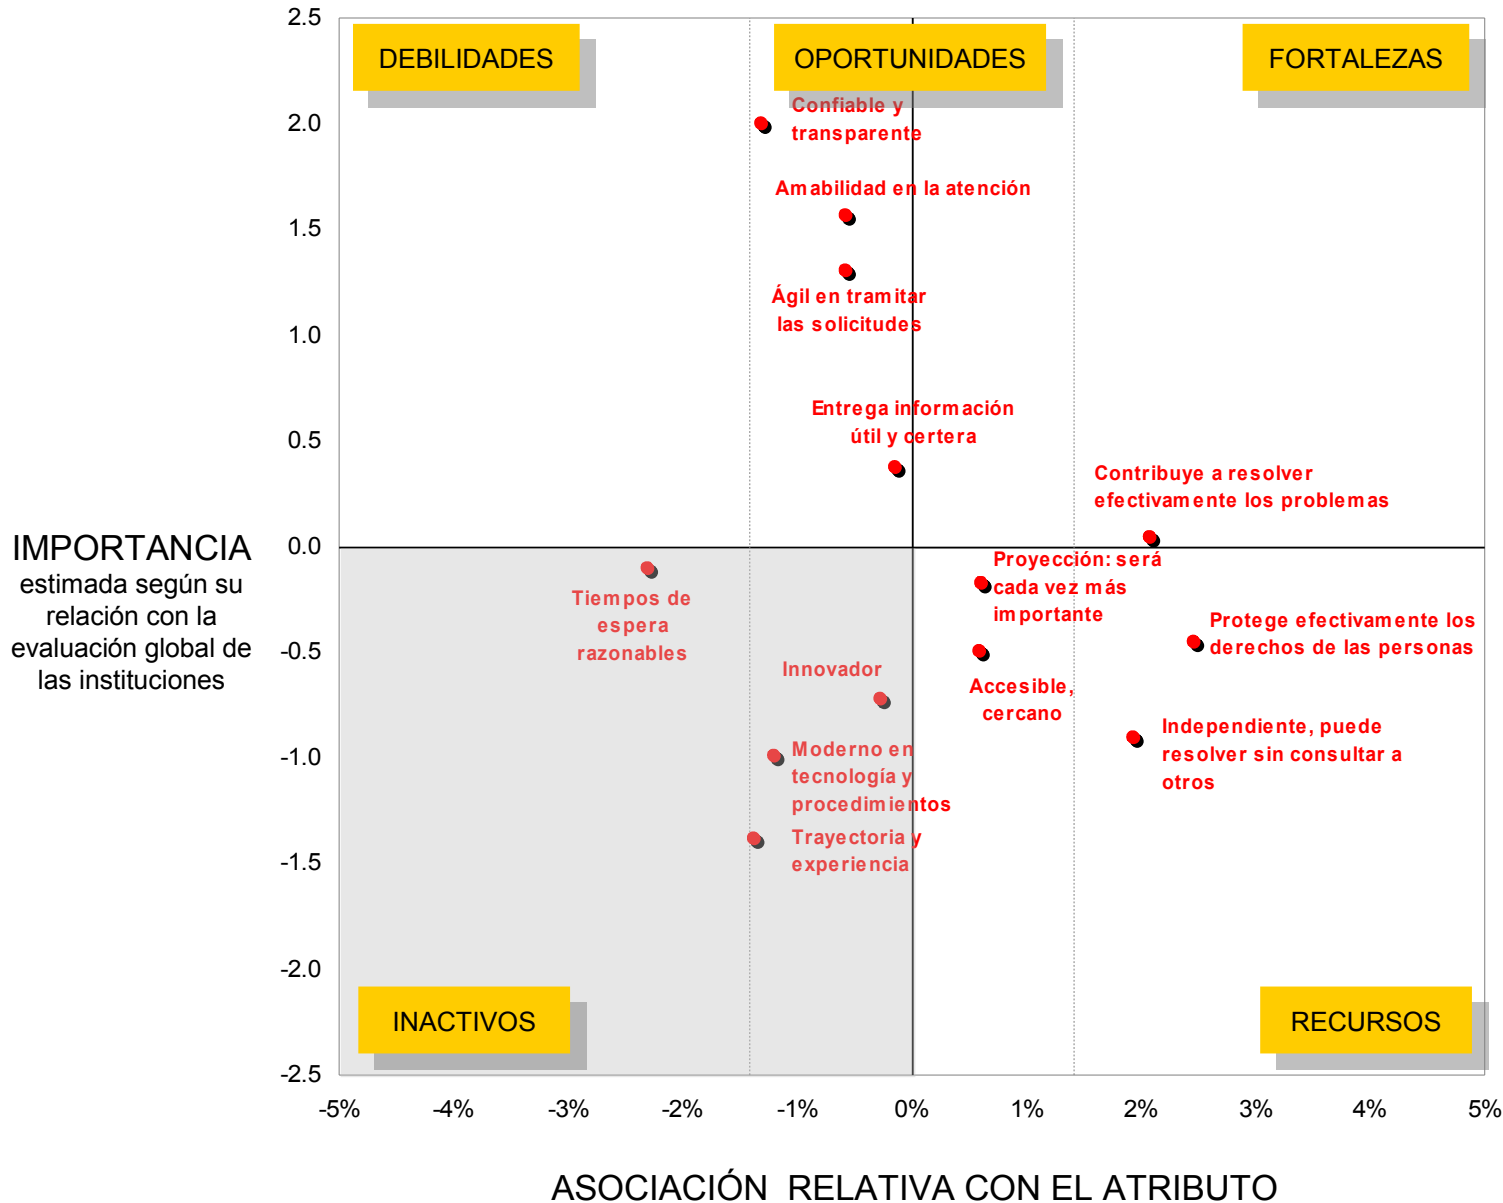 2.5
DEBILIDADES
OPORTUNIDADES
FORTALEZAS
2.0
Confiable y
transparente
Amabilidad en la atención
1.5
Ágil en tramitar
las solicitudes
1.0
Entrega información
útil y certera
0.5
Contribuye a resolver
efectivamente los problemas
IMPORTANCIA
estimada según su
relación con la
evaluación global de
las instituciones
0.0
Proyección: será
cada vez más
importante
Tiempos de
espera
razonables
Protege efectivamente los
derechos de las personas
-0.5
Innovador
Accesible,
cercano
Independiente, puede
resolver sin consultar a
otros
-1.0
Moderno en
tecnología y
procedimientos
Trayectoria y
experiencia
-1.5
-2.0
INACTIVOS
RECURSOS
-2.5
-5%
-4%
-3%
-2%
-1%
0%
1%
2%
3%
4%
5%
ASOCIACIÓN RELATIVA CON EL ATRIBUTO